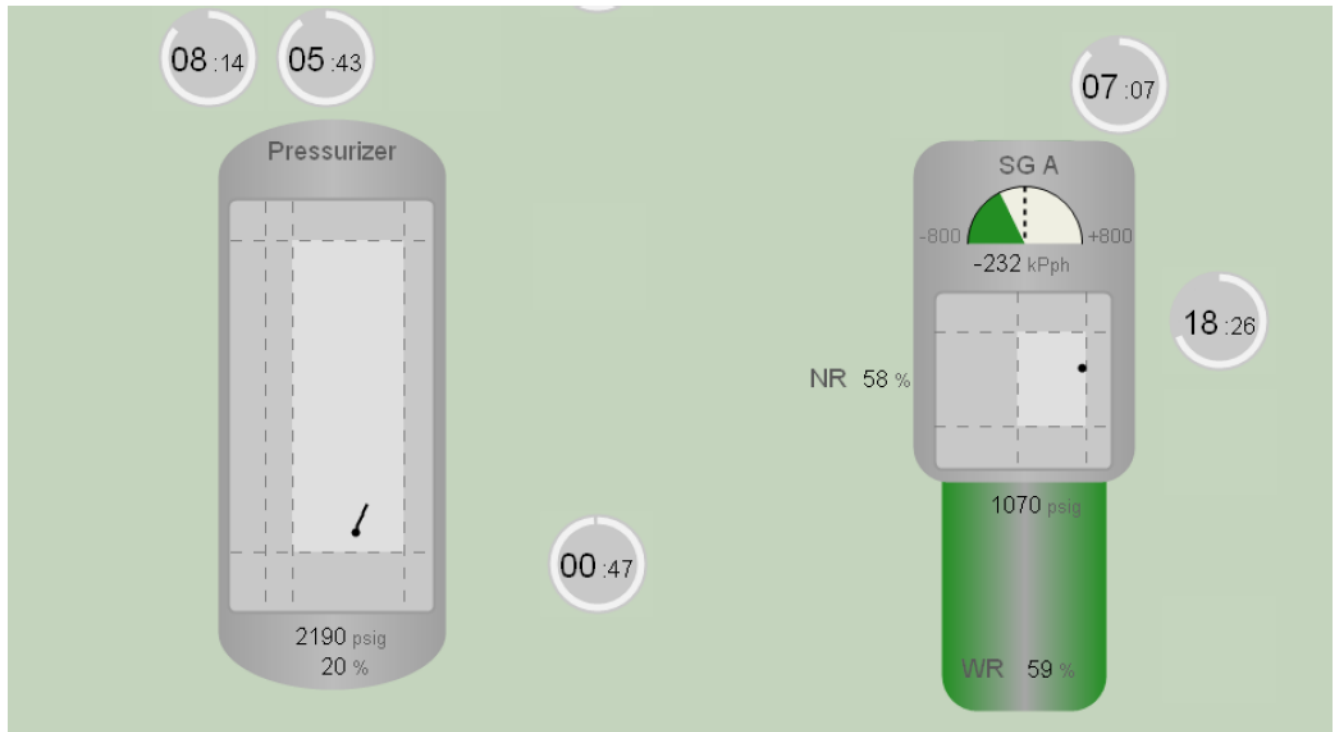 08 :14
05 :43
07 :07
Pressurizer
SG A
-800
+800
-232 kPph
18 :26
NR 58 %
1070 psig
00 :47
2190 psig
20 %
WR 59 %